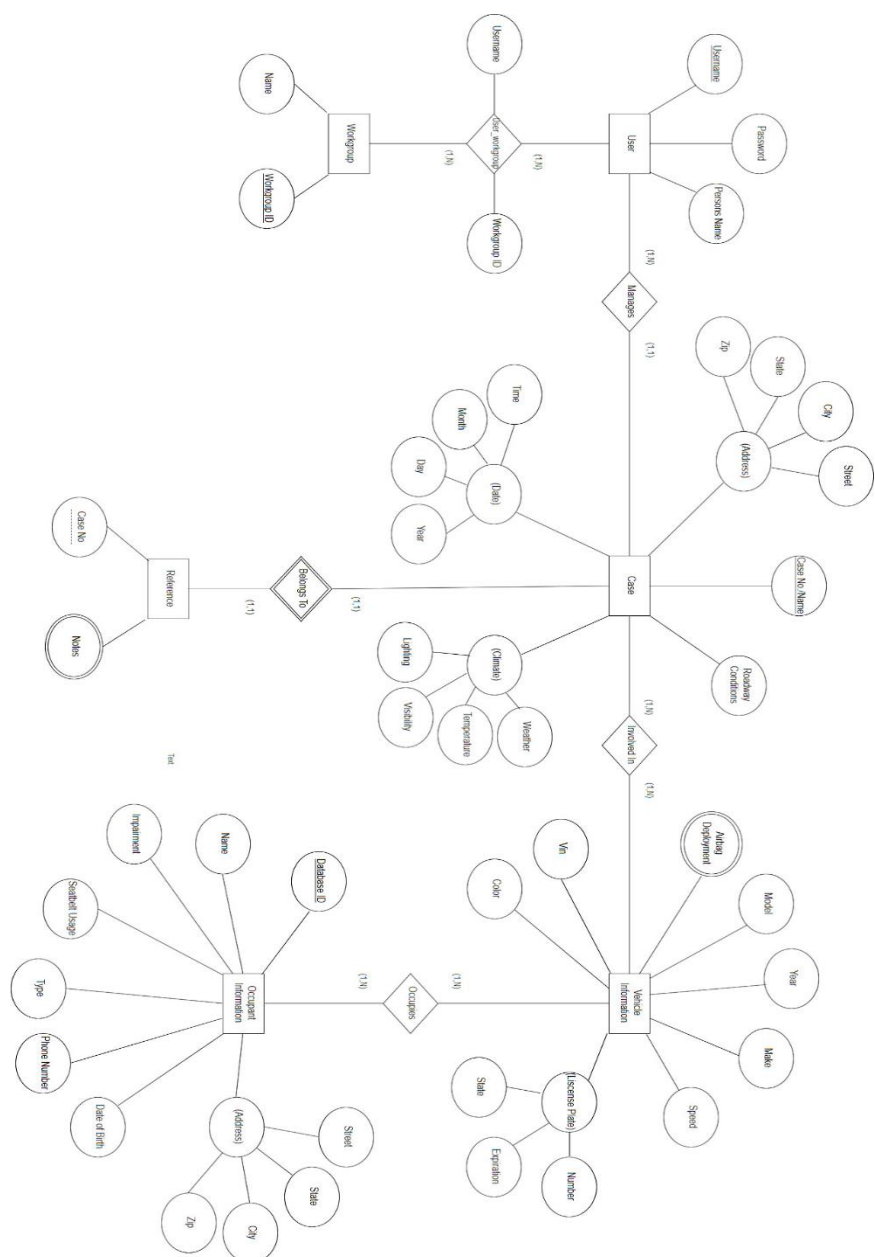 Street
City
Case No /Name
Year
State
Make
Model
Password
(Address)
Roadway
Conditions
Zip
Username
Persons Name
Airbag
Deployment
Speed
(1,N)
(1,1)
(1,N)
(1,N)
User
Manages
Case
Involved In
Vehicle
Information
Vin
(Liscense Plate)
Number
Time
Weather
(1,N)
User_workgroup
Username
Workgroup ID
(Date)
(Climate)
Color
Expiration
State
Month
Temperature
(1,N)
(1,N)
Day
Year
Visibility
Lighting
Occupies
(1,N)
(1,1)
Workgroup
(1,N)
Street
Database ID
State
Belongs To
Name
Workgroup ID
City
(1,1)
Occupant
Information
(Address)
Name
Zip
Reference
Text
Impairment
Date of Birth
Case No
Notes
Seatbelt Usage
Phone Number
Type